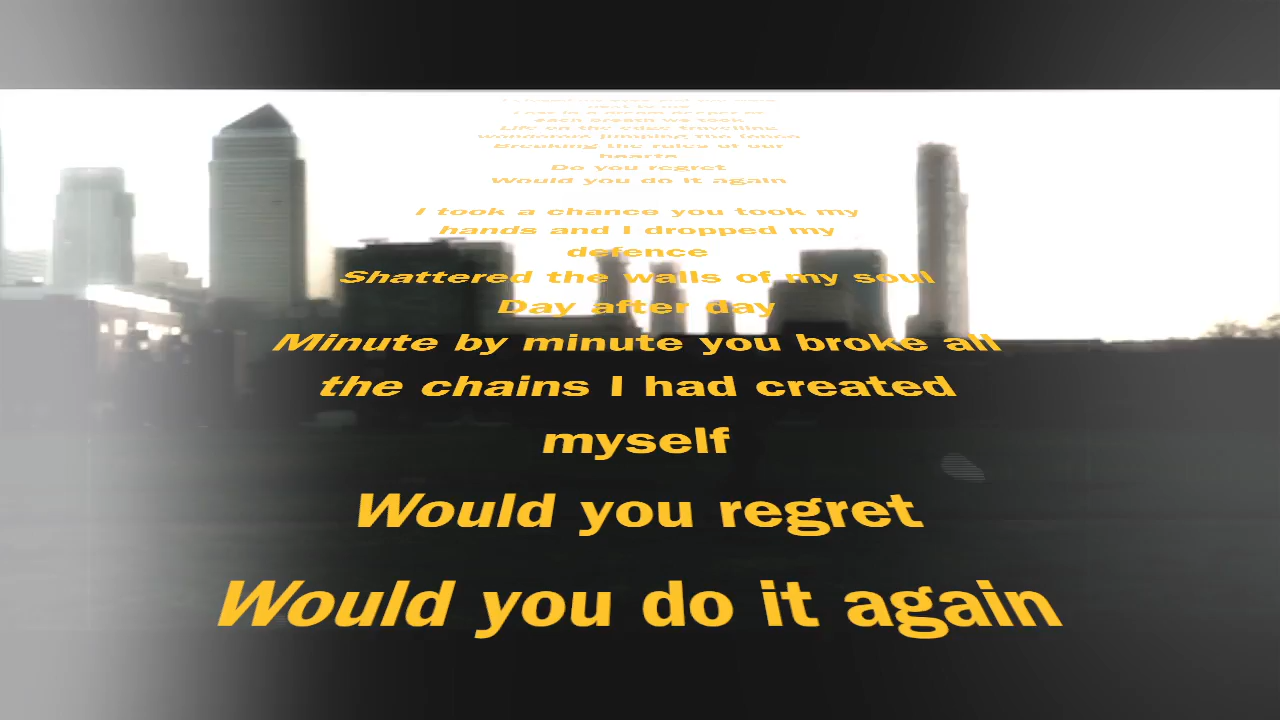 each breath we took
Life on the edge travelling
wonderers jumping the fence
Breaking the rules of our
hearts
Do you regret
Would you do it again
I took a chance you took my
hands and I dropped my
defence
Shattered the walls of my soul
Day after day
Minute by minute you broke all
the chains I had created
myself
Would you regret
Would you do it again